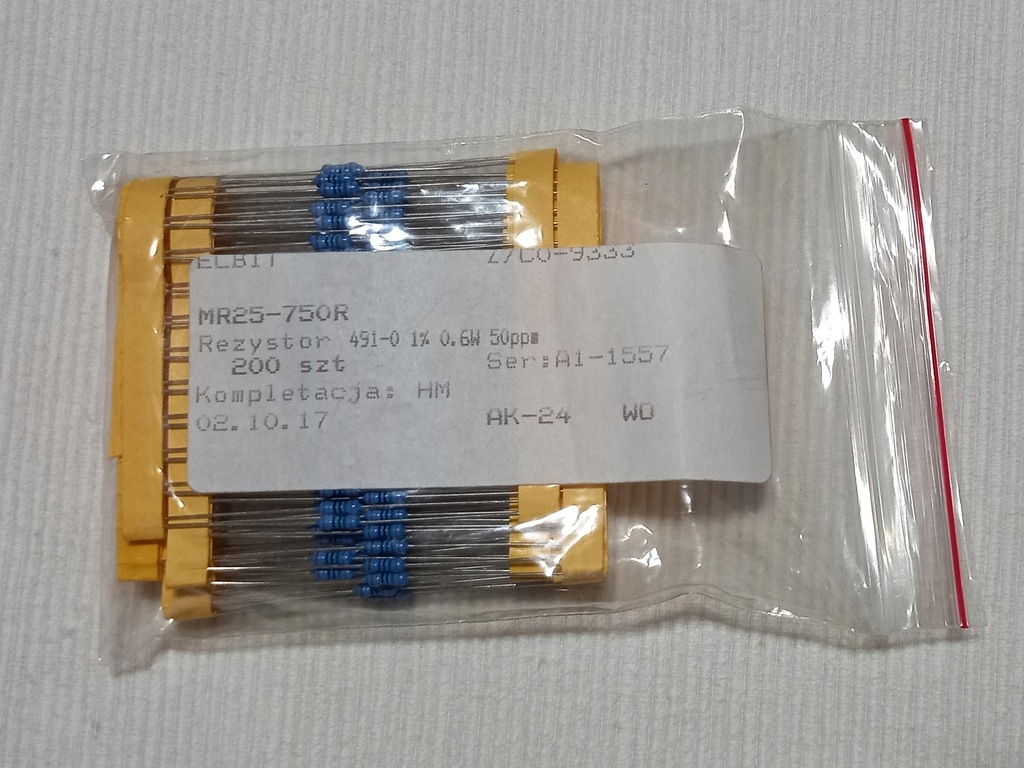 ELBIT Z/CO-9333
MR25-750R
Rezystor 491-0 1% 0.6W 50ppm
200 szt Ser:A1-1557
Kompletacja: HM
02.10.17 AK-24 WO